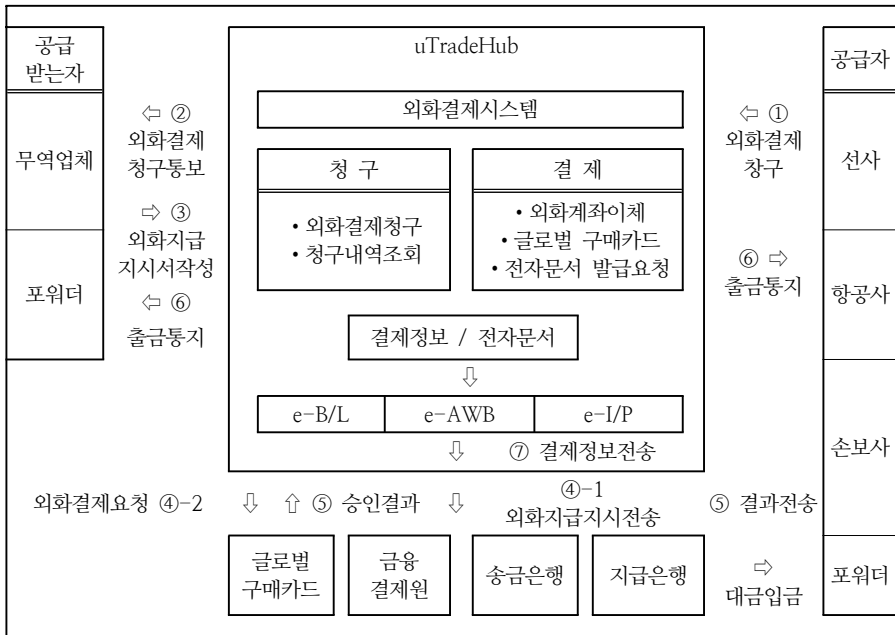 공급
받는자
uTradeHub
공급자
외화결제시스템
⇦ ②
외화결제
청구통보
⇦ ①
외화결제
창구
무역업체
선사
청 구
결 제
• 외화결제청구
• 청구내역조회
• 외화계좌이체
• 글로벌 구매카드
• 전자문서 발급요청
⇨ ③
외화지급
지시서작성
⑥ ⇨
출금통지
포워더
항공사
⇦ ⑥
출금통지
결제정보 / 전자문서
⇩
e-B/L
e-AWB
e-I/P
⇩ ⑦ 결제정보전송
손보사
외화결제요청 ④-2 ⇩ ⇧ ⑤ 승인결과 ⇩
④-1
외화지급지시전송
⑤ 결과전송
글로벌
구매카드
금융
결제원
송금은행
지급은행
⇨
대금입금
포워더